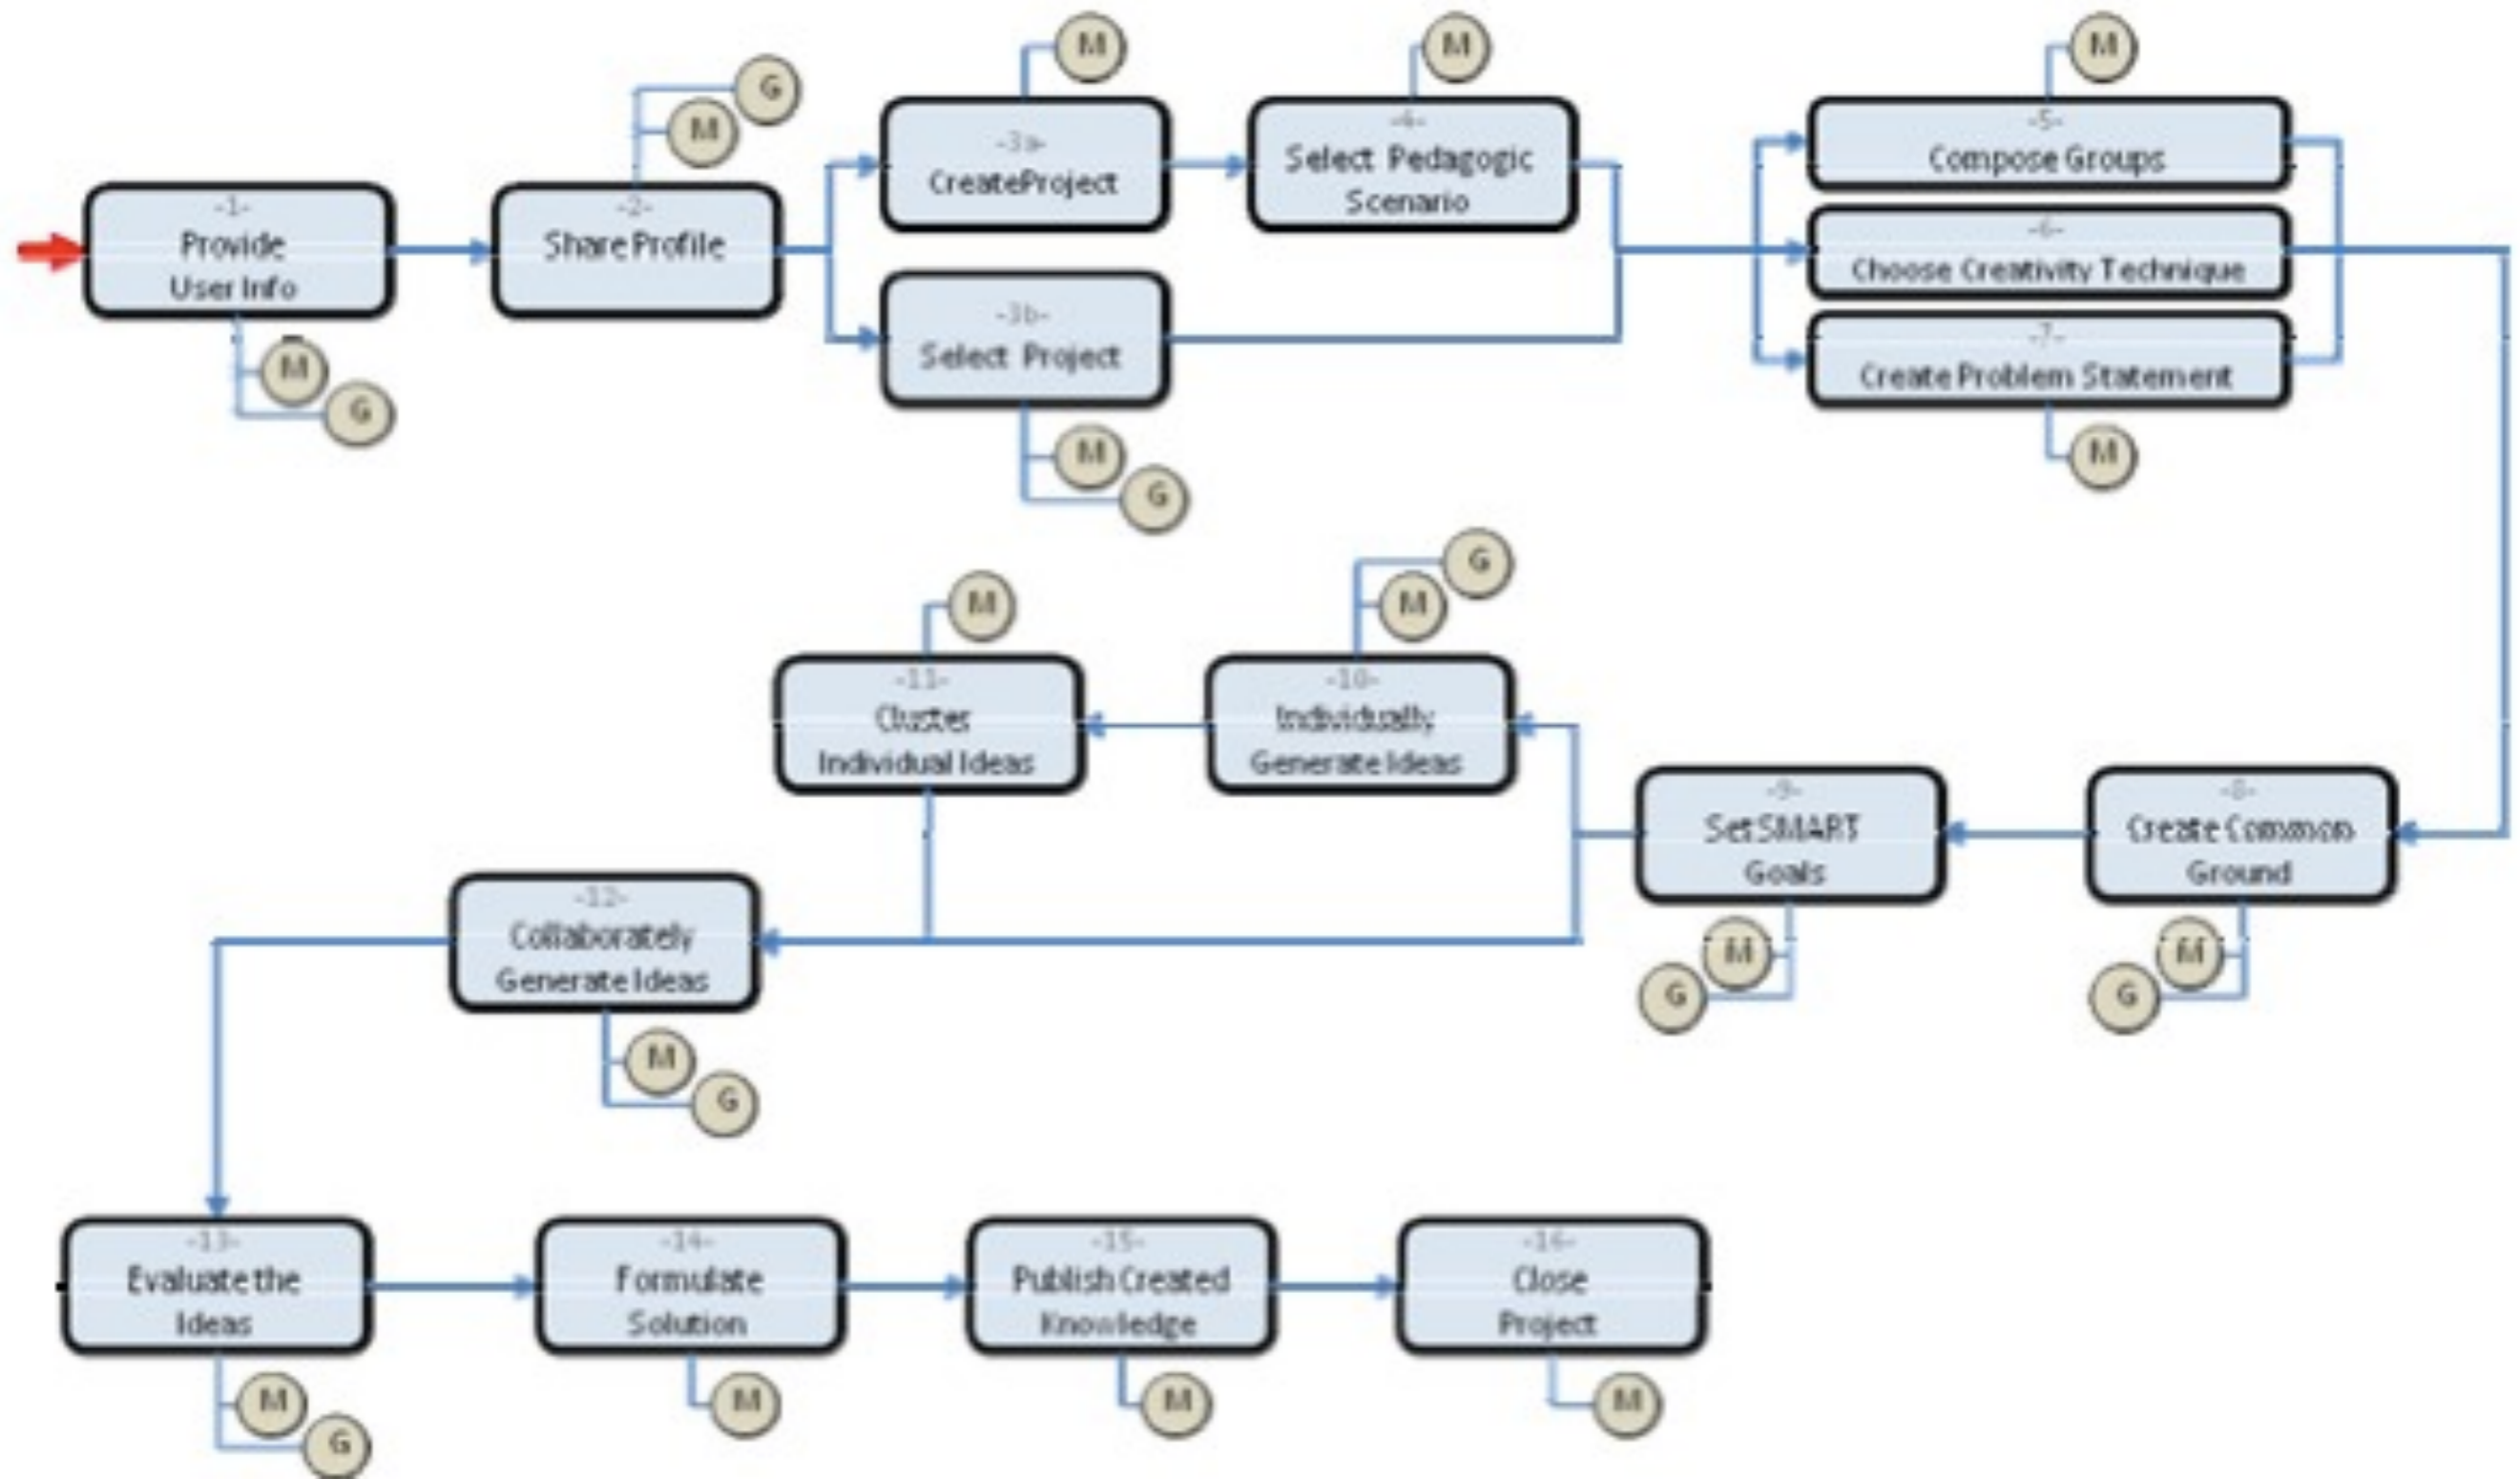 M
M
M
G
M
-1-
Provide
User Info
-2-
Share Profile
-3a-
CreateProject
-4-
Select Pedagogic
Scenario
-5-
Compose Groups
-6-
Choose Creativity Technique
-7-
Create Problem Statement
-3b-
Select Project
M
G
M
G
M
G
M
M
-11-
Cluster
Individual Ideas
-10-
Individually
Generate Ideas
-9-
Set SMART
Goals
-8-
Create Common
Ground
-12-
Collaborately
Generate Ideas
M
G
M
G
M
G
-13-
Evaluate the
Ideas
-14-
Formulate
Solution
-15-
Publish Created
Knowledge
-16-
Close
Project
M
G
M
M
M